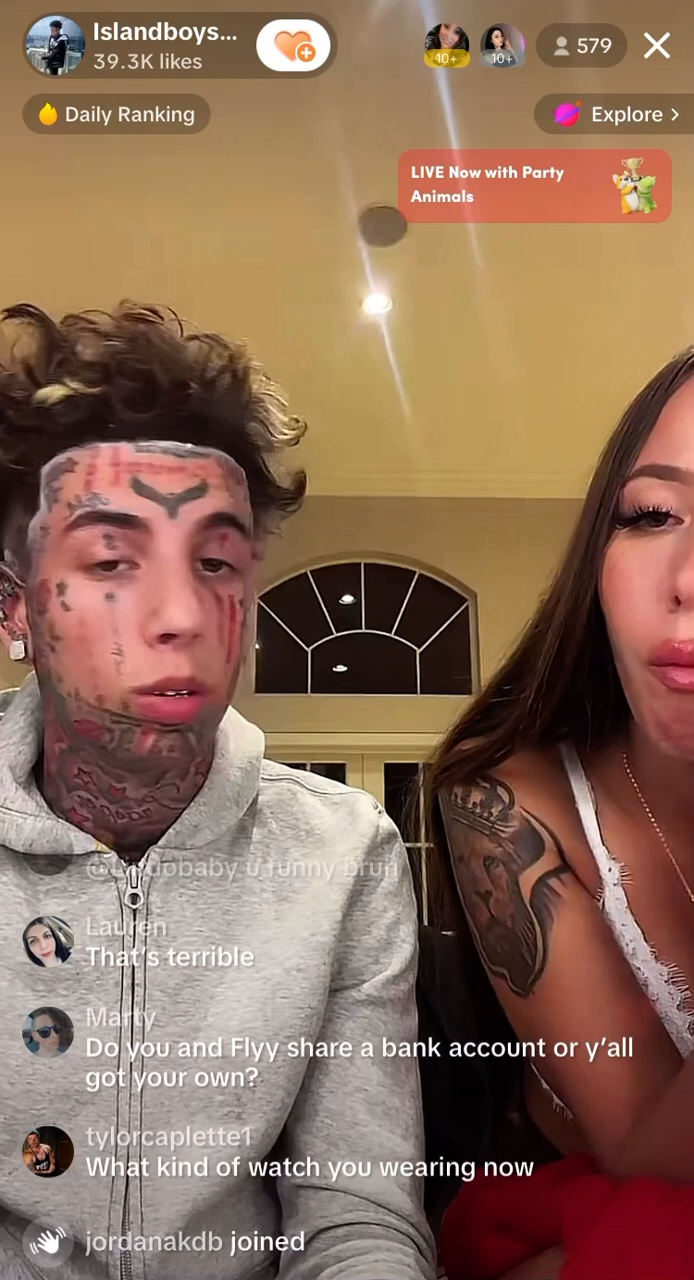 Islandboys...
39.3K likes
10+
10+
579
Daily Ranking
Explore >
LIVE Now with Party
Animals
u funny bruh
Lauren
That's terrible
Marty
Do you and Flyy share a bank account or y'all
got your own?
tylorcaplette1
What kind of watch you wearing now
jordanakdb joined